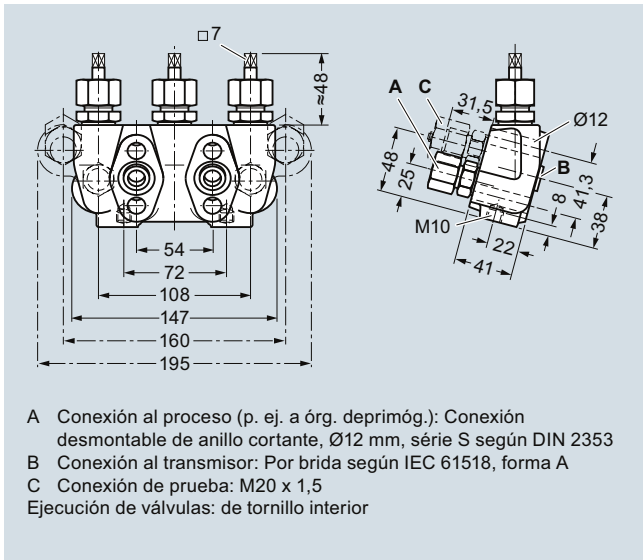 □7
≈48
54
72
108
147
160
195
A
C
31,5
Ø12
B
48
25
41,3
8
38
M10
22
41
A Conexión al proceso (p. ej. a órg. deprimóg.): Conexión
desmontable de anillo cortante, Ø12 mm, série S según DIN 2353
B Conexión al transmisor: Por brida según IEC 61518, forma A
C Conexión de prueba: M20 x 1,5
Ejecución de válvulas: de tornillo interior